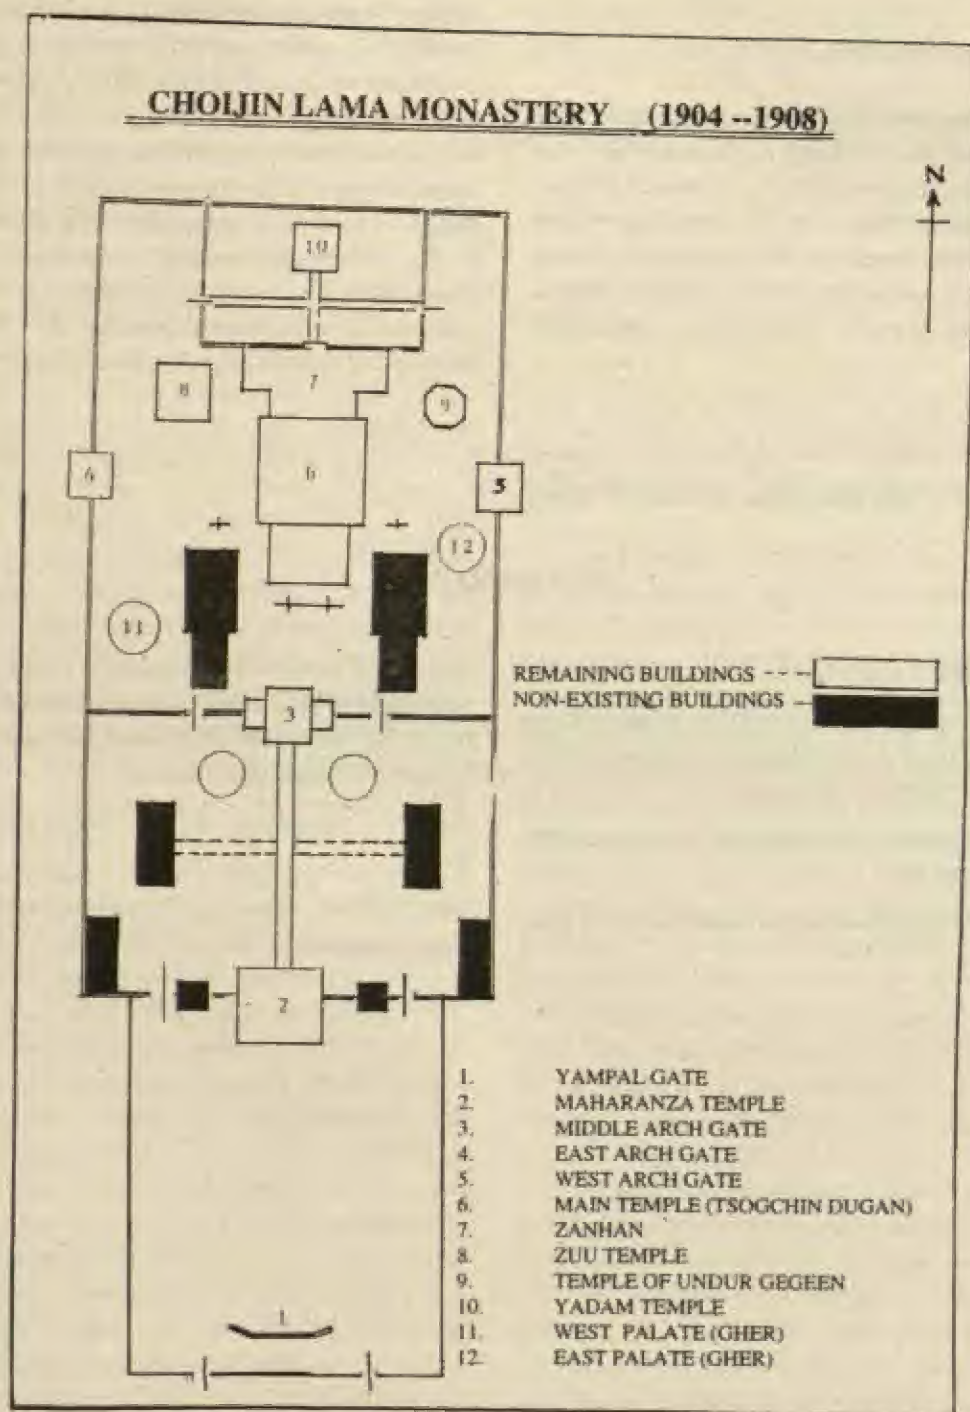 CHOIJIN LAMA MONASTERY (1904 --1908)
N
10
7
8
9
6
4
5
12
11
3
REMAINING BUILDINGS
NON-EXISTING BUILDINGS
2
1
1. YAMPAL GATE
2. MAHARANZA TEMPLE
3. MIDDLE ARCH GATE
4. EAST ARCH GATE
5. WEST ARCH GATE
6. MAIN TEMPLE (TSOGCHIN DUGAN)
7. ZANHAN
8. ZUU TEMPLE
9. TEMPLE OF UNDUR GEGEEN
10. YADAM TEMPLE
11. WEST PALATE (GHER)
12. EAST PALATE (GHER)